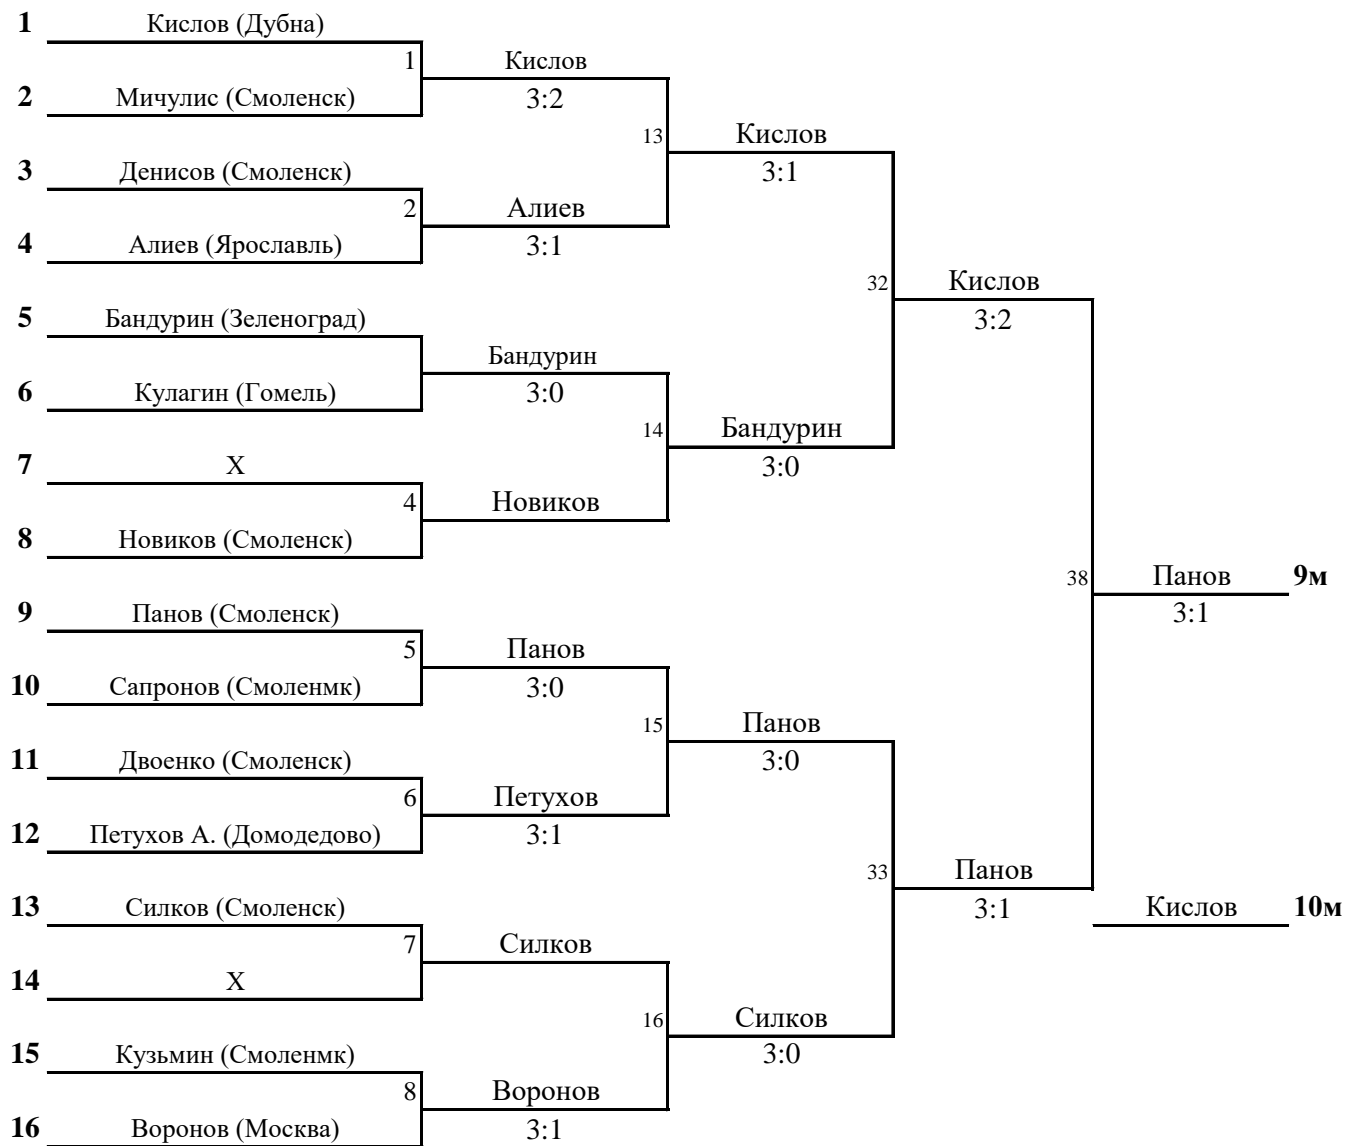 1 Кислов (Дубна)
1 Кислов
2 Мичулис (Смоленск)
3:2
13 Кислов
3 Денисов (Смоленск)
3:1
2 Алиев
4 Алиев (Ярославль)
3:1
32 Кислов
5 Бандурин (Зеленоград)
3:2
Бандурин
6 Кулагин (Гомель)
3:0
14 Бандурин
7 X
3:0
4 Новиков
8 Новиков (Смоленск)
38 Панов 9м
9 Панов (Смоленск)
3:1
5 Панов
10 Сапронов (Смоленмк)
3:0
15 Панов
11 Двоенко (Смоленск)
3:0
6 Петухов
12 Петухов А. (Домодедово)
3:1
33 Панов
13 Силков (Смоленск)
3:1
Кислов 10м
7 Силков
14 X
16 Силков
15 Кузьмин (Смоленмк)
3:0
8 Воронов
16 Воронов (Москва)
3:1